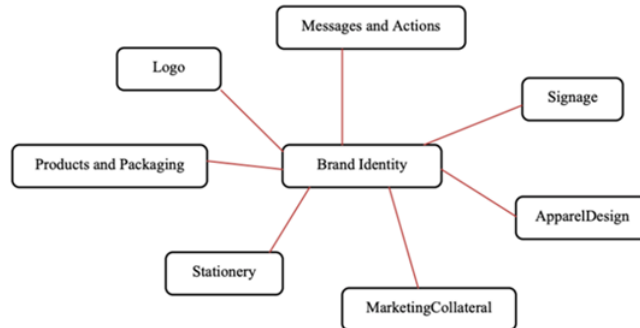 Messages and Actions
Logo
Signage
Products and Packaging
Brand Identity
ApparelDesign
Stationery
MarketingCollateral